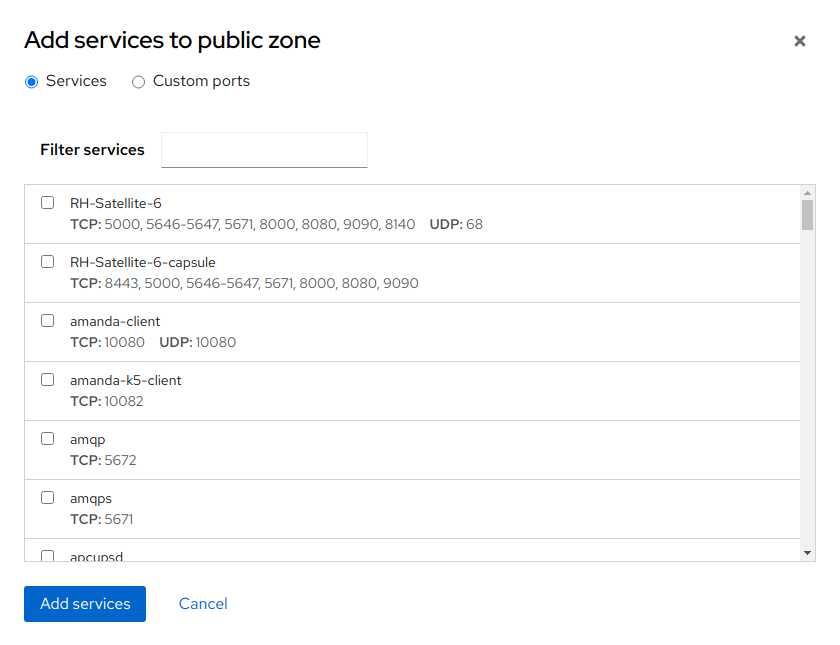 Add services to public zone
Services Custom ports
Filter services
RH-Satellite-6
TCP: 5000, 5646-5647, 5671, 8000, 8080, 9090, 8140 UDP: 68
RH-Satellite-6-capsule
TCP: 8443, 5000, 5646-5647, 5671, 8000, 8080, 9090
amanda-client
TCP: 10080 UDP: 10080
amanda-k5-client
TCP: 10082
amqp
TCP: 5672
amqps
TCP: 5671
apcupsd
Add services Cancel